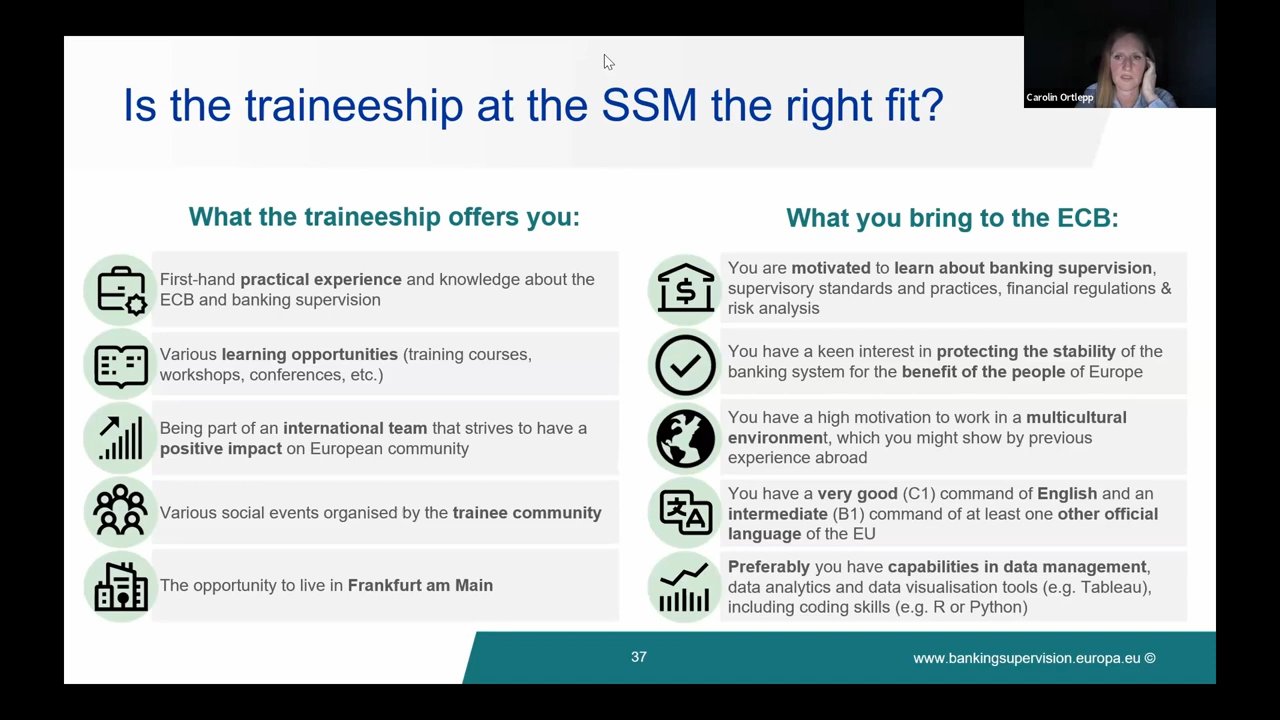 Carolin Ortlepp
Is the traineeship at the SSM the right fit?
What the traineeship offers you:
First-hand practical experience and knowledge about the
ECB and banking supervision
Various learning opportunities (training courses,
workshops, conferences, etc.)
Being part of an international team that strives to have a
positive impact on European community
Various social events organised by the trainee community
The opportunity to live in Frankfurt am Main
What you bring to the ECB:
You are motivated to learn about banking supervision,
supervisory standards and practices, financial regulations &
risk analysis
You have a keen interest in protecting the stability of the
banking system for the benefit of the people of Europe
You have a high motivation to work in a multicultural
environment, which you might show by previous
experience abroad
You have a very good (C1) command of English and an
intermediate (B1) command of at least one other official
language of the EU
Preferably you have capabilities in data management,
data analytics and data visualisation tools (e.g. Tableau),
including coding skills (e.g. R or Python)
37
www.bankingsupervision.europa.eu ©